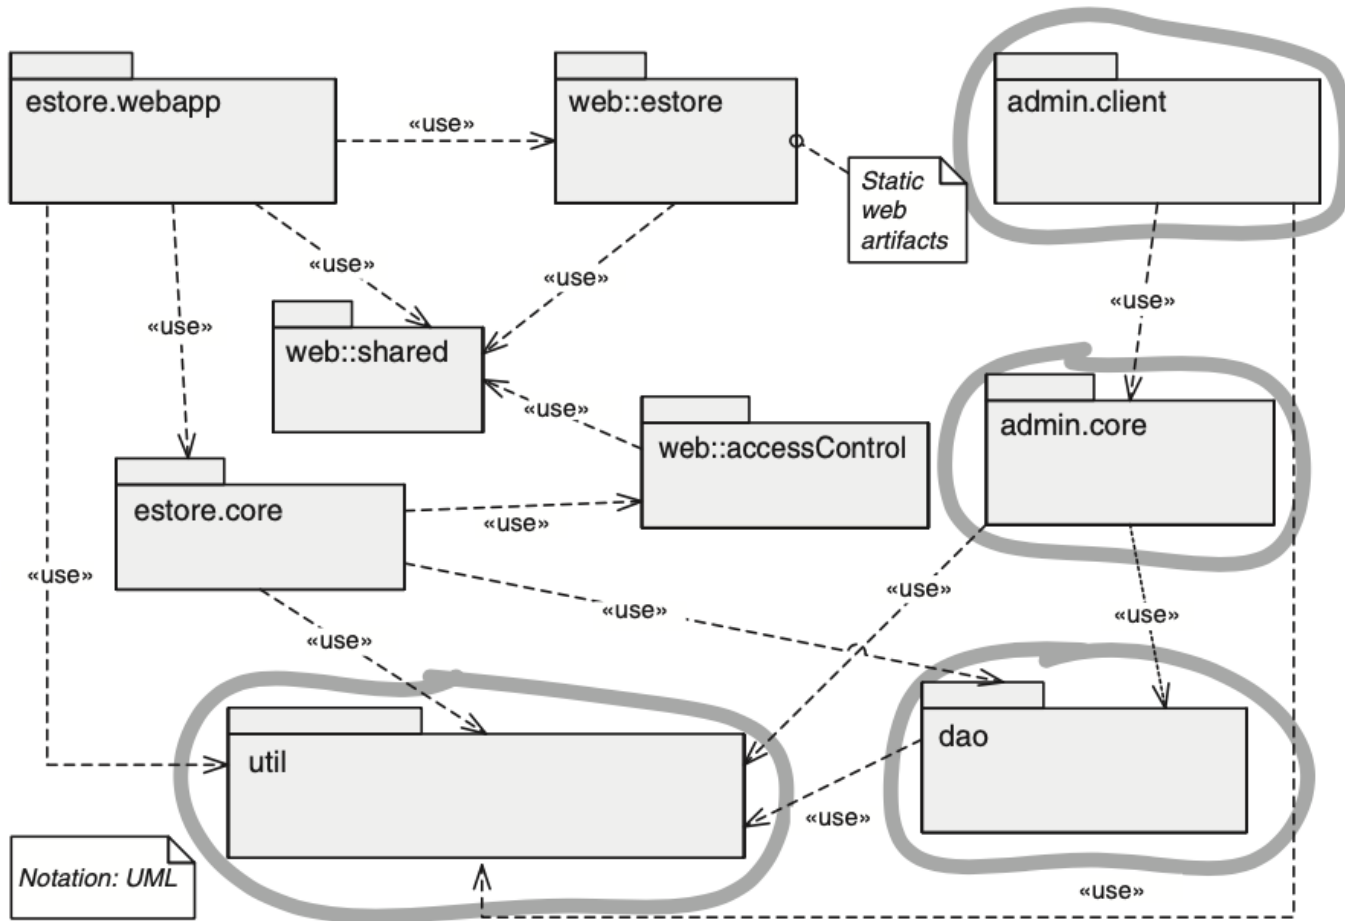 estore.webapp
«use»
web::estore
Static
web
artifacts
admin.client
«use»
«use»
«use»
«use»
web::shared
«use»
web::accessControl
admin.core
estore.core
«use»
«use»
«use»
«use»
«use»
«use»
util
dao
«use»
Notation: UML
«use»